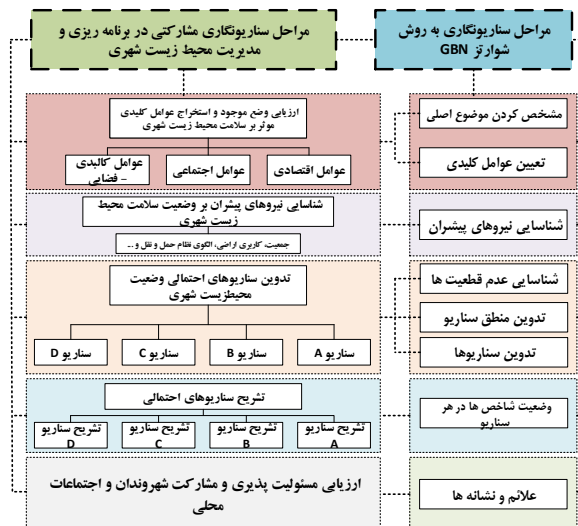 مراحل سناریونگاری به روش
شوارتز GBN
مراحل سناریونگاری مشارکتی در برنامه ریزی و
مدیریت محیط زیست شهری
مشخص کردن موضوع اصلی
تعیین عوامل کلیدی
ارزیابی وضع موجود و استخراج عوامل کلیدی
موثر بر سلامت محیط زیست شهری
عوامل اقتصادی
عوامل اجتماعی
عوامل کالبدی
– فضایی
شناسایی نیروهای پیشران
شناسایی نیروهای پیشران بر وضعیت سلامت محیط
زیست شهری
جمعیت، کاربری اراضی، الگوی نظام حمل و نقل و ...
شناسایی عدم قطعیت ها
تدوین منطق سناریو
تدوین سناریوها
تدوین سناریوهای احتمالی وضعیت
محیط‌زیست شهری
سناریو A
سناریو B
سناریو C
سناریو D
وضعیت شاخص ها در هر
سناریو
تشریح سناریوهای احتمالی
تشریح سناریو
A
تشریح سناریو
B
تشریح سناریو
C
تشریح سناریو
D
علائم و نشانه ها
ارزیابی مسئولیت پذیری و مشارکت شهروندان و اجتماعات
محلی